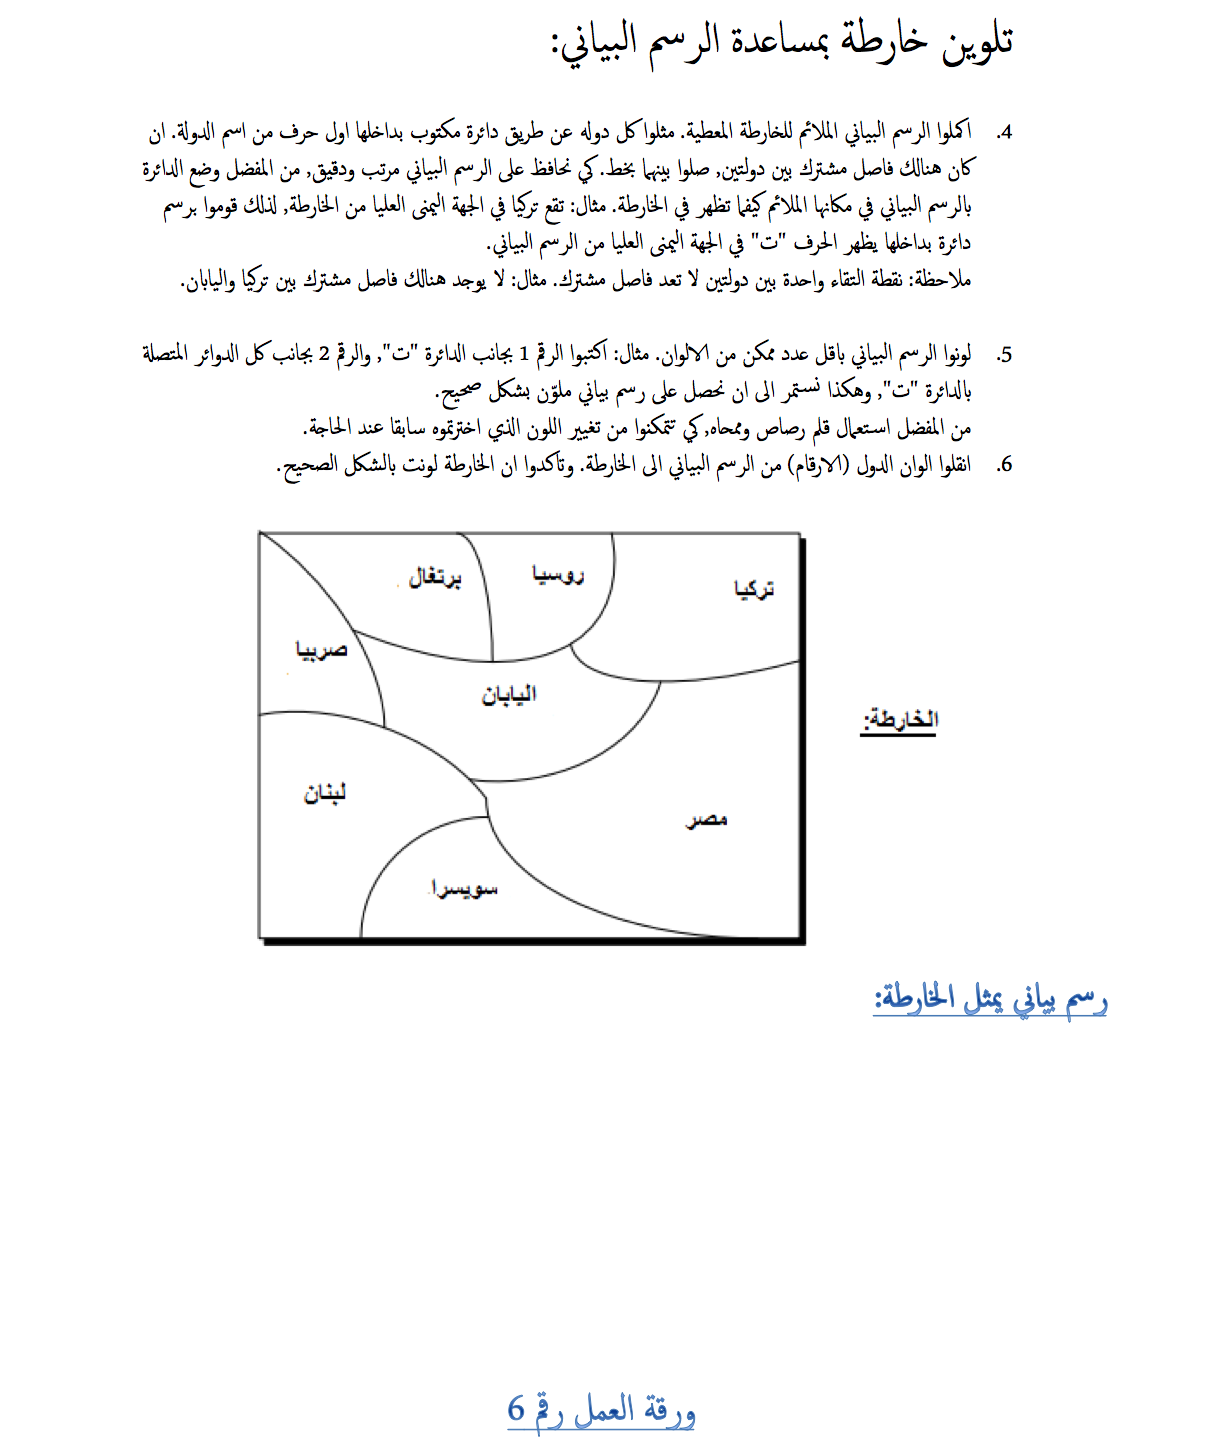 تلوين خارطة بمساعدة الرسم البياني:
4. اكملوا الرسم البياني الملائم للخارطة المعطية. مثلوا كل دوله عن طريق دائرة مكتوب بداخلها اول حرف من اسم الدولة. ان
كان هنالك فاصل مشترك بين دولتين, صلوا بينهما بخط. كي نحافظ على الرسم البياني مرتب ودقيق, من المفضل وضع الدائرة
بالرسم البياني في مكانها الملائم كيفما تظهر في الخارطة. مثال: تقع تركيا في الجهة اليمنى العليا من الخارطة, لذلك قوموا برسم
دائرة بداخلها يظهر الحرف "ت" في الجهة اليمنى العليا من الرسم البياني.
ملاحظة: نقطة التقاء واحدة بين دولتين لا تعد فاصل مشترك. مثال: لا يوجد هنالك فاصل مشترك بين تركيا واليابان.
5. لونوا الرسم البياني باقل عدد ممكن من الالوان. مثال: اكتبوا الرقم 1 بجانب الدائرة "ت", والرقم 2 بجانب كل الدوائر المتصلة
بالدائرة "ت", وهكذا نستمر الى ان نحصل على رسم بياني ملوّن بشكل صحيح.
من المفضل استعمال قلم رصاص وممحاه, كي تتمكنوا من تغيير اللون الذي اخترتموه سابقا عند الحاجة.
6. انقلوا الوان الدول (الارقام) من الرسم البياني الى الخارطة. وتأكدوا ان الخارطة لونت بالشكل الصحيح.
تركيا
روسيا
برتغال
صربيا
اليابان
الخارطة:
لبنان
مصر
سويسرا
رسم بياني يمثل الخارطة:
ورقة العمل رقم 6